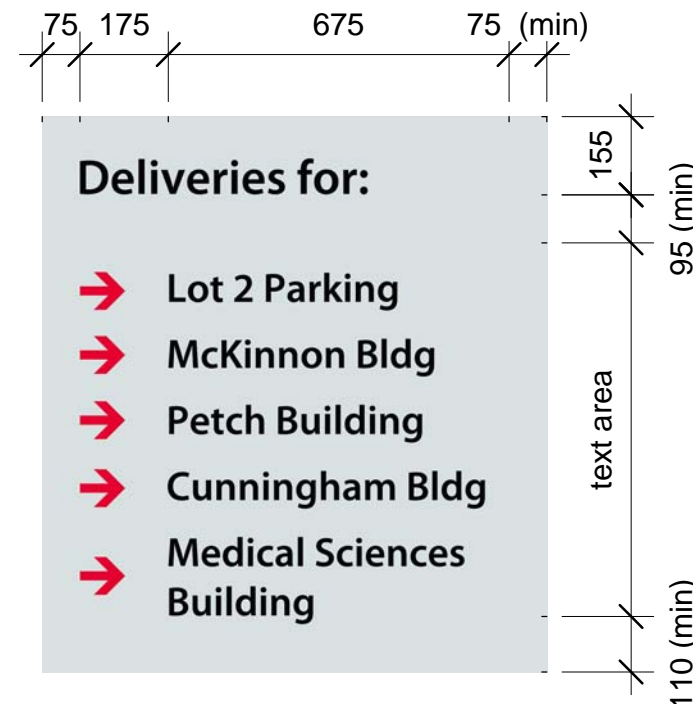 75 175 675 75 (min)
155
95 (min)
Deliveries for:
Lot 2 Parking
McKinnon Bldg
Petch Building
Cunningham Bldg
Medical Sciences
Building
text area
110 (min)